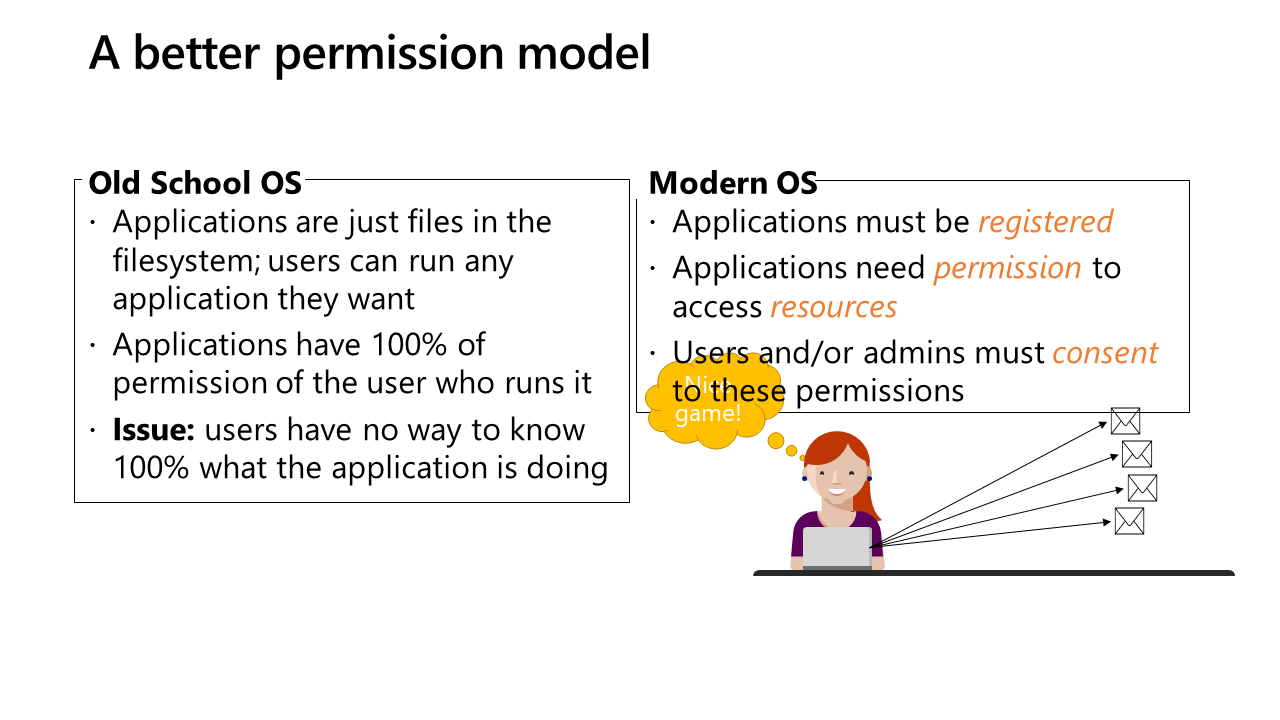 A better permission model
Old School OS
· Applications are just files in the
filesystem; users can run any
application they want
· Applications have 100% of
permission of the user who runs it
· Issue: users have no way to know
100% what the application is doing
Modern OS
· Applications must be registered
· Applications need permission to
access resources
· Users and/or admins must consent
to these permissions
Nice
game!